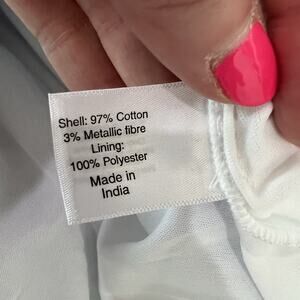 Shell: 97% Cotton
3% Metallic fibre
Lining:
100% Polyester
Made in
India